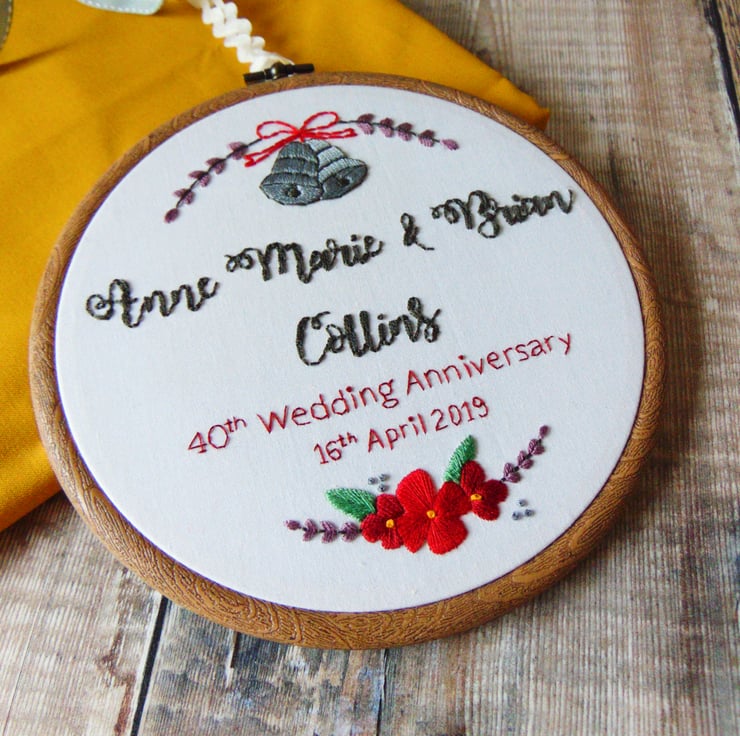 Anne Marie & Brian
Collins
40th Wedding Anniversary
16th April 2019